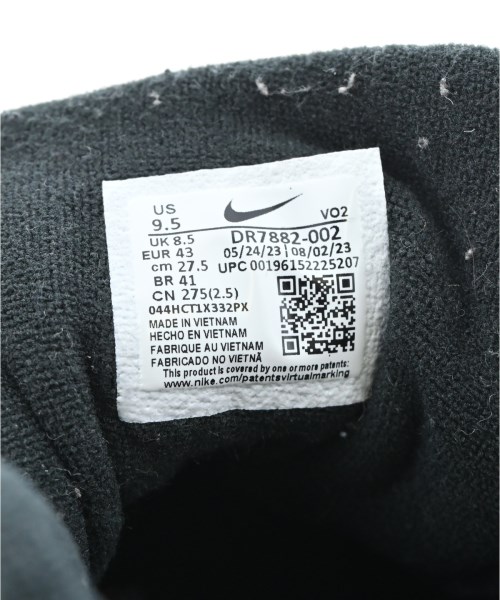 US
9.5
VO2
UK 8.5
DR7882-002
EUR 43
05/24/23 08/02/23
cm 27.5
UPC 00196152225207
BR 41
CN 275(2.5)
044HCT1X332PX
MADE IN VIETNAM
HECHO EN VIETNAM
FABRIQUE AU VIETNAM
FABRICADO NO VIETNÃ
This product is covered by one or more patents:
www.nike.com/patentsvirtualmarking